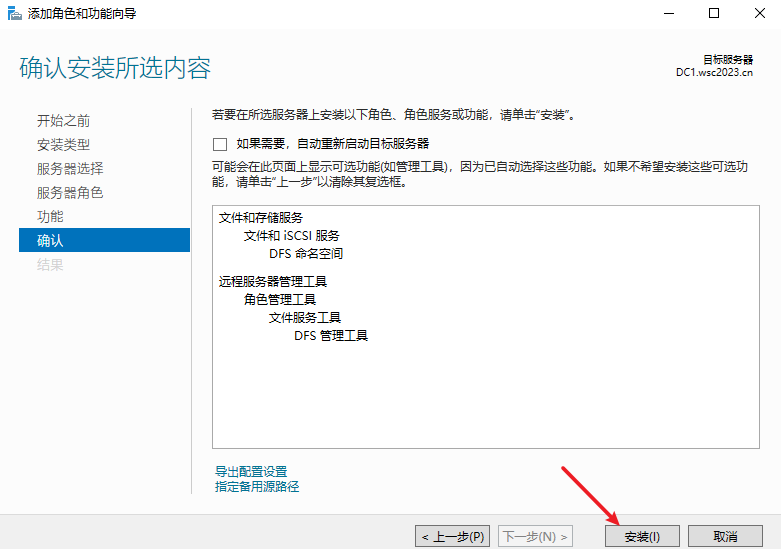 添加角色和功能向导
确认安装所选内容
目标服务器
DC1.wsc2023.cn
开始之前
安装类型
服务器选择
服务器角色
功能
确认
结果
若要在所选服务器上安装以下角色、角色服务或功能，请单击“安装”。
如果需要，自动重新启动目标服务器
可能会在此页面上显示可选功能(如管理工具)，因为已自动选择这些功能。如果不希望安装这些可选功
能，请单击“上一步”以清除其复选框。
文件和存储服务
文件和 iSCSI 服务
DFS 命名空间
远程服务器管理工具
角色管理工具
文件服务工具
DFS 管理工具
导出配置设置
指定备用源路径
< 上一步(P)
下一步(N) >
安装(I)
取消